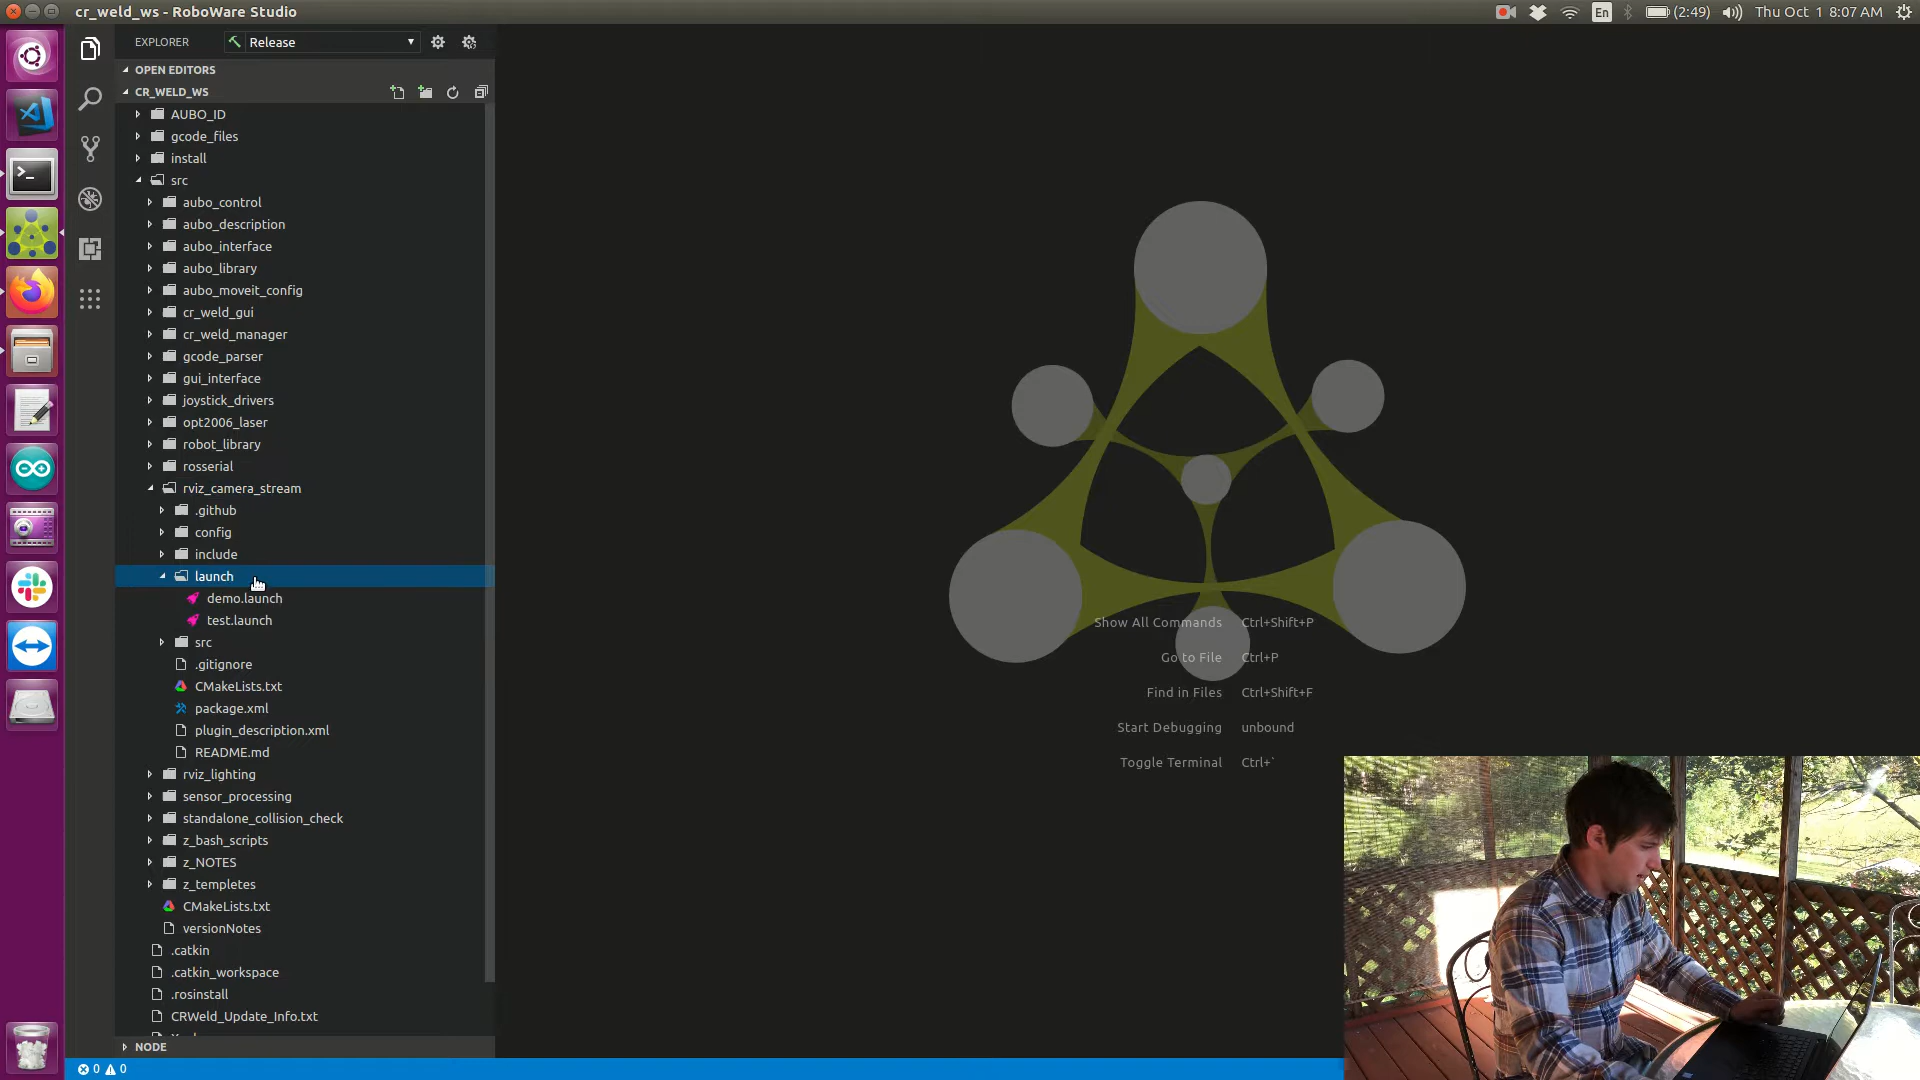 cr_weld_ws - RoboWare Studio
En
(2:49)
Thu Oct 1 8:07 AM
EXPLORER
Release
OPEN EDITORS
CR_WELD_WS
AUBO_ID
gcode_files
install
src
aubo_control
aubo_description
aubo_interface
aubo_library
aubo_moveit_config
cr_weld_gui
cr_weld_manager
gcode_parser
gui_interface
joystick_drivers
opt2006_laser
robot_library
rosserial
rviz_camera_stream
.github
config
include
launch
demo.launch
test.launch
src
.gitignore
CMakeLists.txt
package.xml
plugin_description.xml
README.md
rviz_lighting
sensor_processing
standalone_collision_check
z_bash_scripts
z_NOTES
z_templetes
CMakeLists.txt
versionNotes
.catkin
.catkin_workspace
.rosinstall
CRWeld_Update_Info.txt
NODE
0 0
Show All Commands Ctrl+Shift+P
Go to File Ctrl+P
Find in Files Ctrl+Shift+F
Start Debugging unbound
Toggle Terminal Ctrl+`